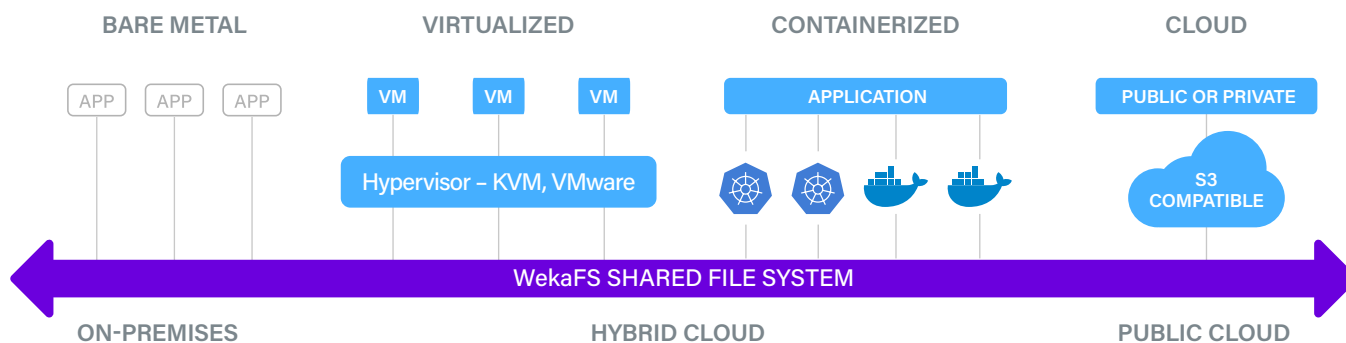 BARE METAL
VIRTUALIZED
CONTAINERIZED
CLOUD
APP
APP
APP
VM
VM
VM
APPLICATION
PUBLIC OR PRIVATE
Hypervisor – KVM, VMware
S3
COMPATIBLE
WekaFS SHARED FILE SYSTEM
ON-PREMISES
HYBRID CLOUD
PUBLIC CLOUD